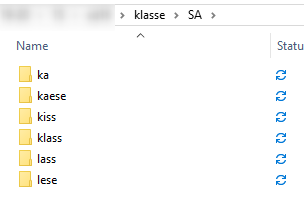 klasse > SA >
Name Statu
ka
kaese
kiss
klass
lass
lese